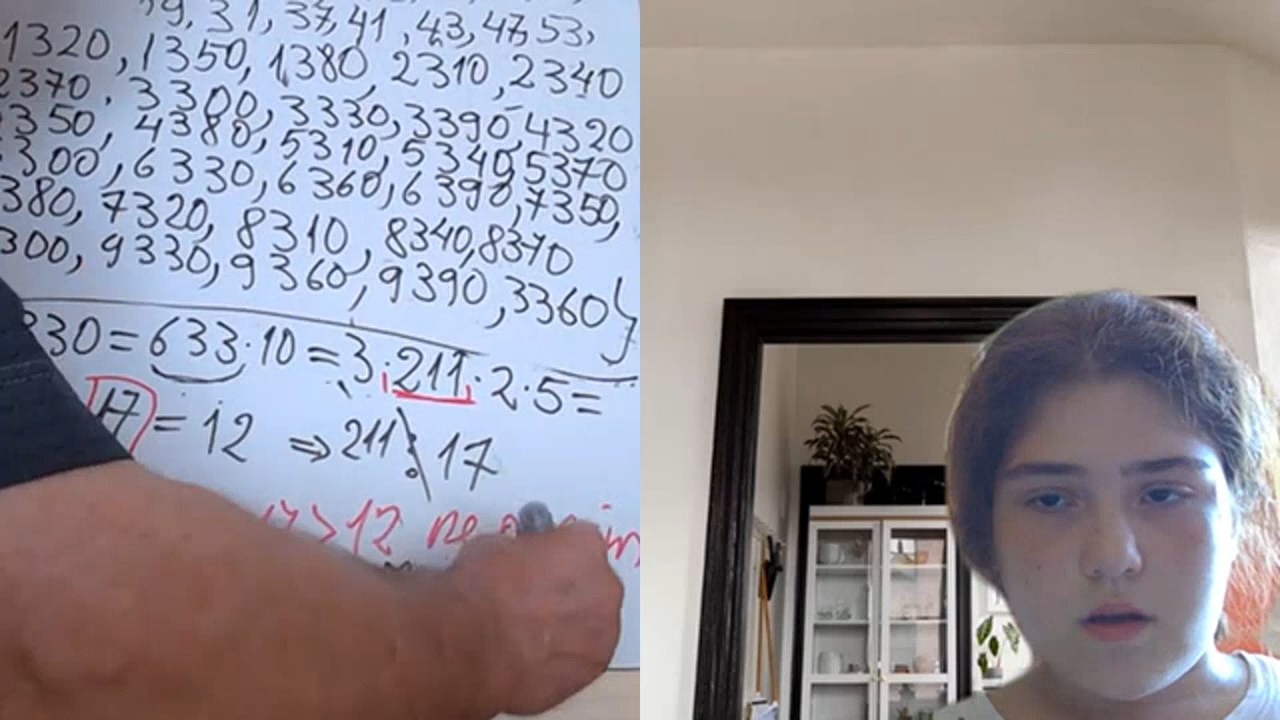 29, 31, 37, 41, 43, 47, 53,
1320, 1350, 1380, 2310, 2340
2370, 3300, 3330, 3390, 4320
350, 4380, 5310, 5340, 5370
300, 6330, 6360, 6390, 7350,
380, 7320, 8310, 8340, 8370
300, 9330, 9360, 9390, 3360}
330 = 633·10 = 3·211·2·5 =
17 = 12 ⇒ 211 ⋮ 17
17 > 12